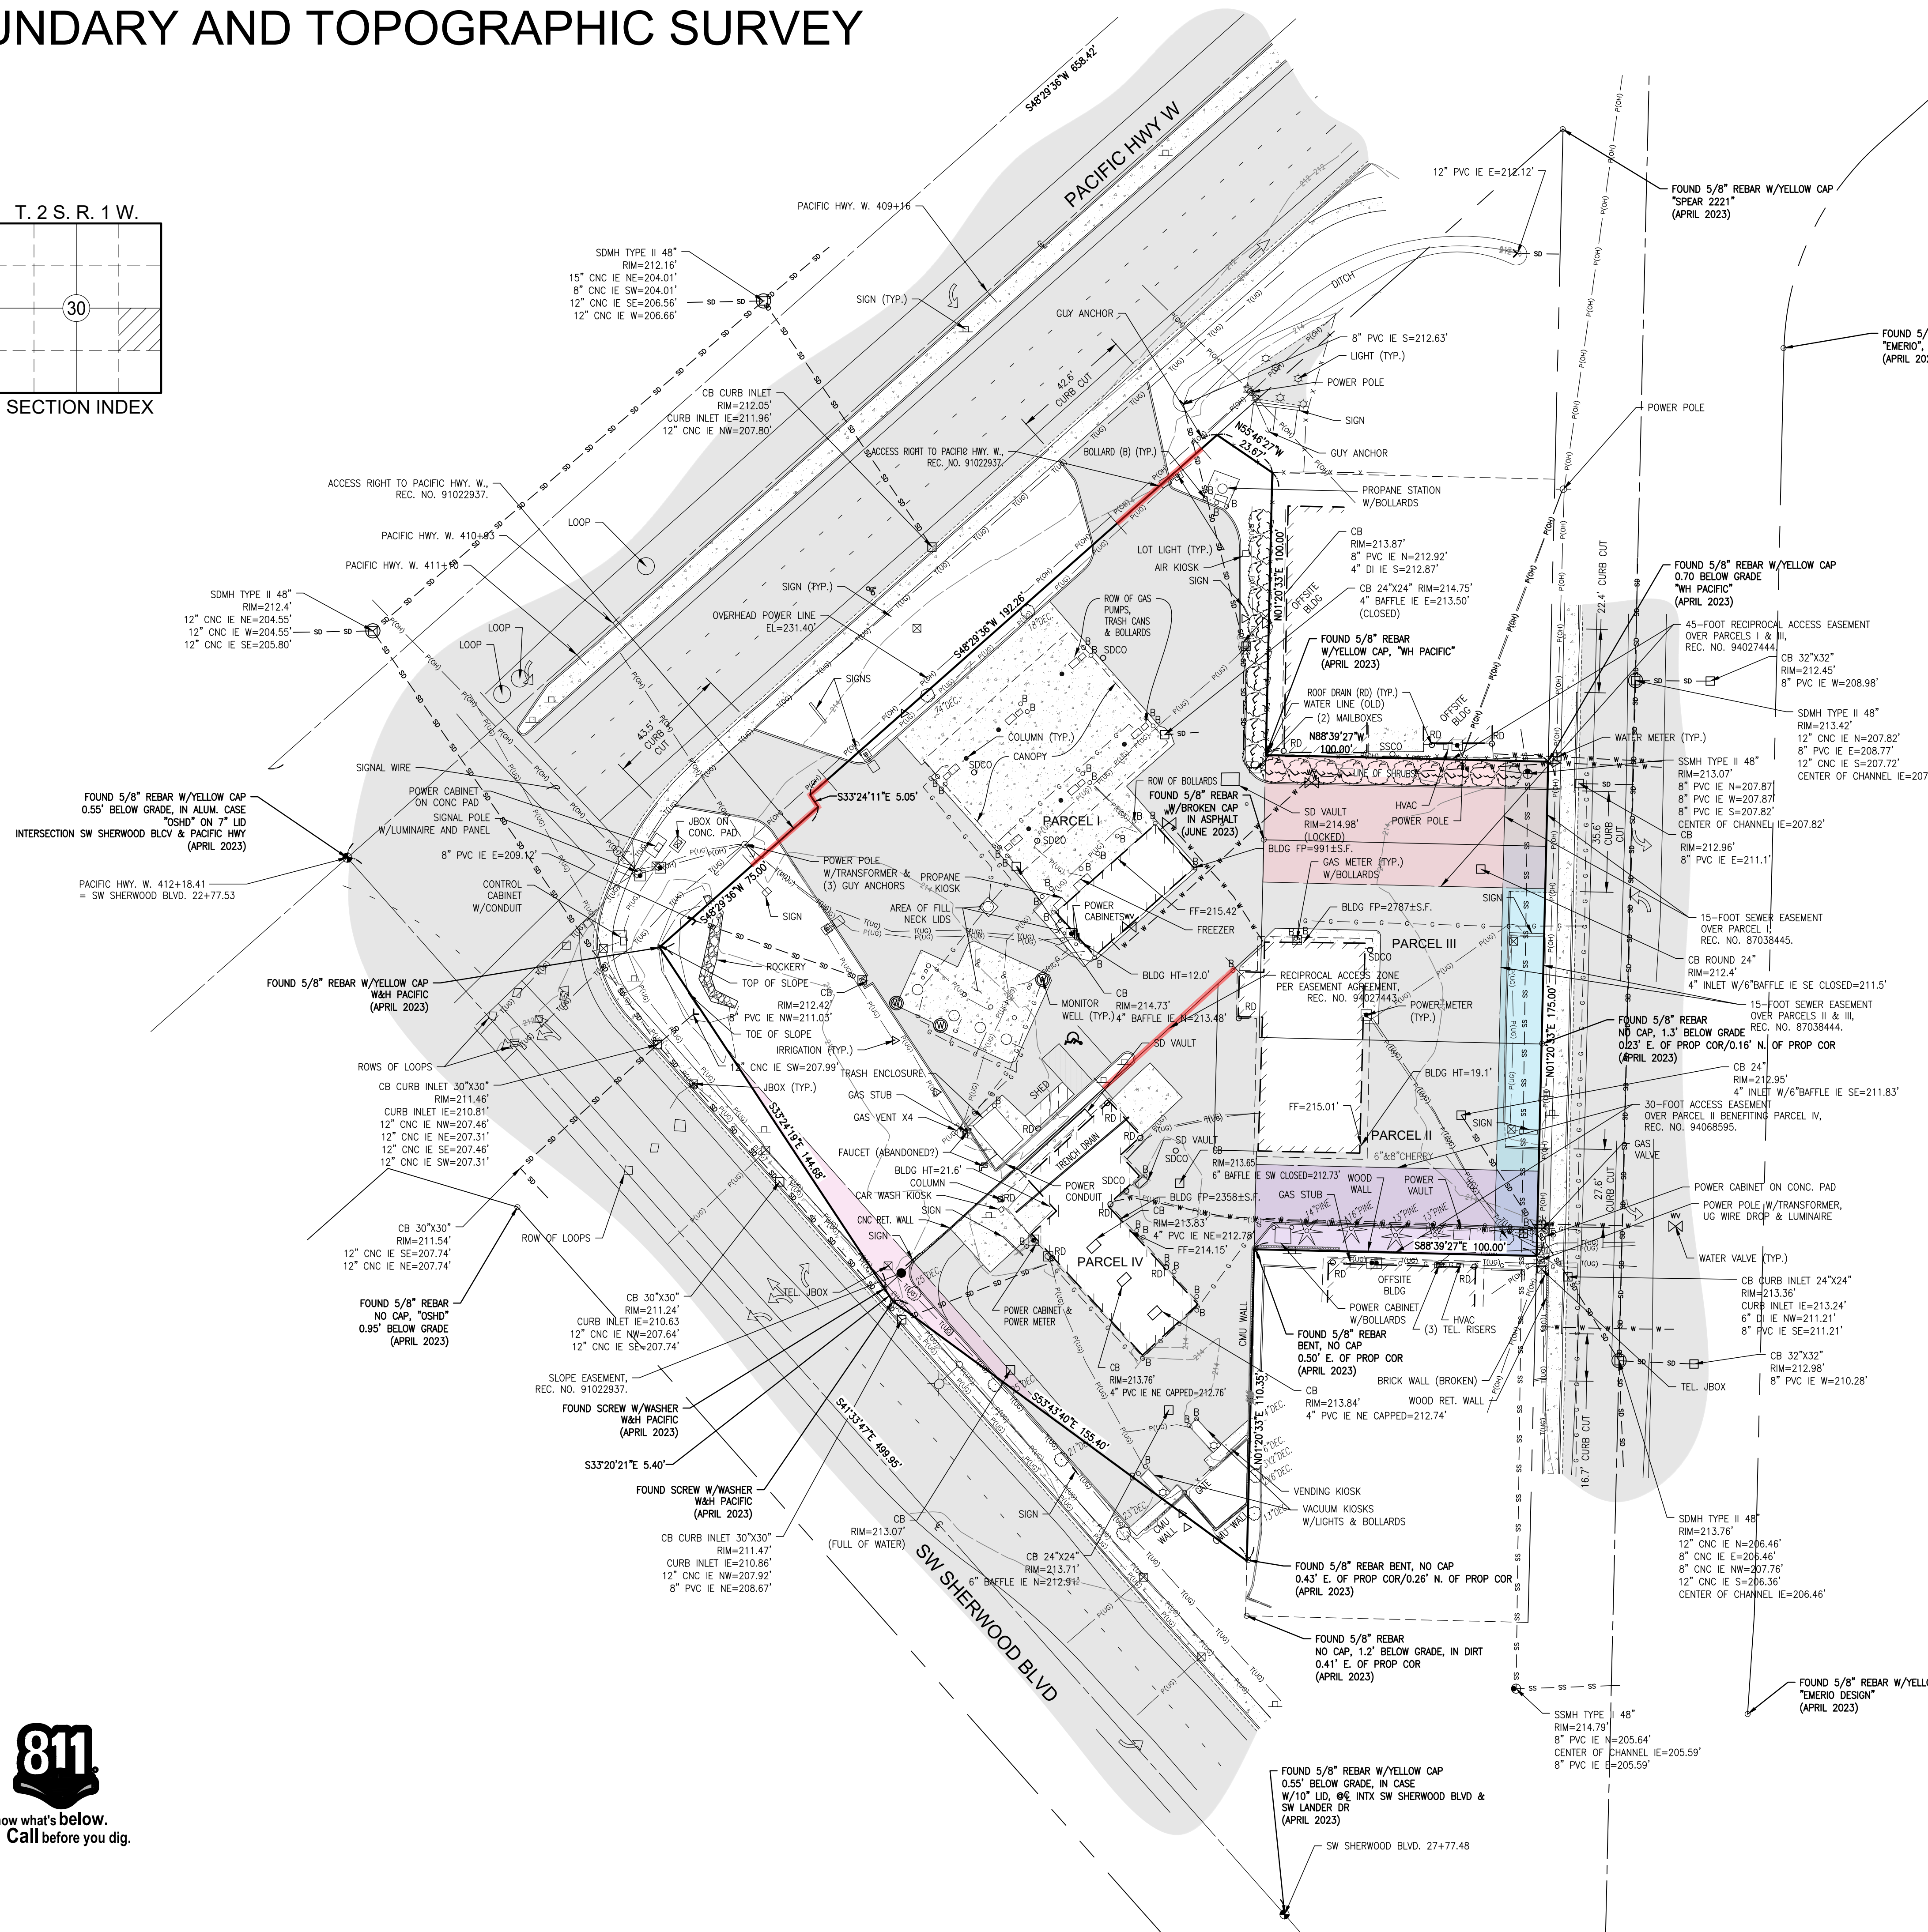 UNDARY AND TOPOGRAPHIC SURVEY
T. 2 S. R. 1 W.
30
SECTION INDEX
S48°29'36"W 658.42'
PACIFIC HWY W
PACIFIC HWY. W. 409+16
12" PVC IE E=212.12'
FOUND 5/8" REBAR W/YELLOW CAP
"SPEAR 2221"
(APRIL 2023)
SDMH TYPE II 48"
RIM=212.16'
15" CNC IE NE=204.01'
8" CNC IE SW=204.01'
12" CNC IE SE=206.56'
12" CNC IE W=206.66'
SIGN (TYP.)
GUY ANCHOR
DITCH
8" PVC IE S=212.63'
LIGHT (TYP.)
POWER POLE
SIGN
GUY ANCHOR
POWER POLE
FOUND 5/
"EMERIO",
42.6'
CURB CUT
CB CURB INLET
RIM=212.05'
CURB INLET IE=211.96'
12" CNC IE NW=207.80'
ACCESS RIGHT TO PACIFIC HWY. W.,
REC. NO. 91022937.
BOLLARD (B) (TYP.)
N55°46'27"W
23.67'
PROPANE STATION
W/BOLLARDS
ACCESS RIGHT TO PACIFIC HWY. W.,
REC. NO. 91022937.
LOOP
PACIFIC HWY. W. 410+93
PACIFIC HWY. W. 411+10
LOT LIGHT (TYP.)
AIR KIOSK
SIGN
N01°20'33"E 100.00'
OFFSITE
BLDG
CB
RIM=213.87'
8" PVC IE N=212.92'
4" DI IE S=212.87'
CB 24"X24" RIM=214.75'
4" BAFFLE IE E=213.50'
(CLOSED)
22.4' CURB CUT
FOUND 5/8" REBAR W/YELLOW CAP
0.70 BELOW GRADE
"WH PACIFIC"
(APRIL 2023)
SDMH TYPE II 48"
RIM=212.4'
12" CNC IE NE=204.55'
12" CNC IE W=204.55'
12" CNC IE SE=205.80'
LOOP
LOOP
SIGN (TYP.)
OVERHEAD POWER LINE
EL=231.40'
S48°29'36"W 192.26'
18"DEC.
ROW OF GAS
PUMPS,
TRASH CANS
& BOLLARDS
SDCO
FOUND 5/8" REBAR
W/YELLOW CAP, "WH PACIFIC"
(APRIL 2023)
45-FOOT RECIPROCAL ACCESS EASEMENT
OVER PARCELS I & III,
REC. NO. 94027444.
CB 32"X32"
RIM=212.45'
8" PVC IE W=208.98'
SIGNS
24"DEC.
43.5'
CURB
CUT
ROOF DRAIN (RD) (TYP.)
WATER LINE (OLD)
(2) MAILBOXES
OFFSITE
BLDG
N88°39'27"W
100.00'
SSCO
RD
SDMH TYPE II 48"
RIM=213.42'
12" CNC IE N=207.82'
8" PVC IE E=208.77'
12" CNC IE S=207.72'
CENTER OF CHANNEL IE=207
WATER METER (TYP.)
COLUMN (TYP.)
CANOPY
SDCO
LINE OF SHRUBS
SSMH TYPE II 48"
RIM=213.07'
8" PVC IE N=207.87'
8" PVC IE W=207.87'
8" PVC IE S=207.82'
CENTER OF CHANNEL IE=207.82'
SIGNAL WIRE
POWER CABINET
ON CONC PAD
SIGNAL POLE
W/LUMINAIRE AND PANEL
8" PVC IE E=209.12'
FOUND 5/8" REBAR W/YELLOW CAP
0.55' BELOW GRADE, IN ALUM. CASE
"OSHD" ON 7" LID
INTERSECTION SW SHERWOOD BLCV & PACIFIC HWY
(APRIL 2023)
S33°24'11"E 5.05'
JBOX ON
CONC. PAD
ROW OF BOLLARDS
FOUND 5/8" REBAR
W/BROKEN CAP
IN ASPHALT
(JUNE 2023)
SD VAULT
RIM=214.98'
(LOCKED)
HVAC
POWER POLE
PARCEL I
SDCO
BLDG FP=991±S.F.
35.6'
CURB
CUT
CB
RIM=212.96'
8" PVC IE E=211.1'
PACIFIC HWY. W. 412+18.41
= SW SHERWOOD BLVD. 22+77.53
CONTROL
CABINET
W/CONDUIT
S48°29'36"W 75.00'
SIGN
POWER POLE
W/TRANSFORMER &
(3) GUY ANCHORS
PROPANE
KIOSK
AREA OF FILL
NECK LIDS
POWER
CABINETS
FF=215.42
FREEZER
GAS METER (TYP.)
W/BOLLARDS
BLDG FP=2787±S.F.
SIGN
15-FOOT SEWER EASEMENT
OVER PARCEL I,
REC. NO. 87038445.
PARCEL III
SDCO
CB ROUND 24"
RIM=212.4'
4" INLET W/6"BAFFLE IE SE CLOSED=211.5'
FOUND 5/8" REBAR W/YELLOW CAP
W&H PACIFIC
(APRIL 2023)
ROCKERY
TOP OF SLOPE
CB
RIM=212.42'
8" PVC IE NW=211.03'
TOE OF SLOPE
IRRIGATION (TYP.)
12" CNC IE SW=207.99'
MONITOR
WELL (TYP.)
BLDG HT=12.0'
CB
RIM=214.73'
4" BAFFLE IE N=213.48'
RECIPROCAL ACCESS ZONE
PER EASEMENT AGREEMENT,
REC. NO. 94027443.
RD
POWER METER
(TYP.)
15-FOOT SEWER EASEMENT
OVER PARCELS II & III,
REC. NO. 87038444.
FOUND 5/8" REBAR
NO CAP, 1.3' BELOW GRADE
0.23' E. OF PROP COR/0.16' N. OF PROP COR
(APRIL 2023)
N01°20'33"E 175.00'
ROWS OF LOOPS
CB CURB INLET 30"X30"
RIM=211.46'
CURB INLET IE=210.81'
12" CNC IE NW=207.46'
12" CNC IE NE=207.31'
12" CNC IE SE=207.46'
12" CNC IE SW=207.31'
JBOX (TYP.)
TRASH ENCLOSURE
GAS STUB
GAS VENT X4
SHED
SD VAULT
BLDG HT=19.1'
CB 24"
RIM=212.95'
4" INLET W/6"BAFFLE IE SE=211.83'
30-FOOT ACCESS EASEMENT
OVER PARCEL II BENEFITING PARCEL IV,
REC. NO. 94068595.
FF=215.01'
SIGN
PARCEL II
6"&8"CHERRY
GAS
VALVE
S33°24'19"E 144.68'
FAUCET (ABANDONED?)
BLDG HT=21.6'
COLUMN
CAR WASH KIOSK
SIGN
CNC RET. WALL
SIGN
TRENCH DRAIN
RD
POWER
CONDUIT
SDCO
SD VAULT
SDCO
CB
RIM=213.65
6" BAFFLE IE SW CLOSED=212.73'
BLDG FP=2358±S.F.
GAS STUB
WOOD
WALL
POWER
VAULT
14"PINE
16"PINE
13"PINE
13"PINE
27.6'
CURB CUT
POWER CABINET ON CONC. PAD
POWER POLE W/TRANSFORMER,
UG WIRE DROP & LUMINAIRE
CB
RIM=213.83'
4" PVC IE NE=212.78'
FF=214.15'
S88°39'27"E 100.00'
WATER VALVE (TYP.)
CB 30"X30"
RIM=211.54'
12" CNC IE SE=207.74'
12" CNC IE NE=207.74'
ROW OF LOOPS
PARCEL IV
RD
OFFSITE
BLDG
RD
CB CURB INLET 24"X24"
RIM=213.36'
CURB INLET IE=213.24'
6" DI IE NW=211.21'
8" PVC IE SE=211.21'
FOUND 5/8" REBAR
NO CAP, "OSHD"
0.95' BELOW GRADE
(APRIL 2023)
TEL. JBOX
25"DEC.
CB 30"X30"
RIM=211.24'
CURB INLET IE=210.63
12" CNC IE NW=207.64'
12" CNC IE SE=207.74'
POWER CABINET &
POWER METER
CMU WALL
POWER CABINET
W/BOLLARDS
HVAC
(3) TEL RISERS
FOUND 5/8" REBAR
BENT, NO CAP
0.50' E. OF PROP COR
(APRIL 2023)
BRICK WALL (BROKEN)
WOOD RET. WALL
CB 32"X32"
RIM=212.98'
8" PVC IE W=210.28'
TEL. JBOX
SLOPE EASEMENT,
REC. NO. 91022937.
FOUND SCREW W/WASHER
W&H PACIFIC
(APRIL 2023)
S33°20'21"E 5.40'
S41°33'47"E 499.95'
S53°43'40"E 155.40'
CB
RIM=213.76'
4" PVC IE NE CAPPED=212.76'
CB
RIM=213.84'
4" PVC IE NE CAPPED=212.74'
N01°20'33"E 110.35'
16.7' CURB CUT
FOUND SCREW W/WASHER
W&H PACIFIC
(APRIL 2023)
21"DEC.
GATE
VENDING KIOSK
VACUUM KIOSKS
W/LIGHTS & BOLLARDS
13"DEC.
23"DEC.
CMU
WALL
CMU WALL
SIGN
CB
RIM=213.07'
(FULL OF WATER)
CB CURB INLET 30"X30"
RIM=211.47'
CURB INLET IE=210.86'
12" CNC IE NW=207.92'
8" PVC IE NE=208.67'
CB 24"X24"
RIM=213.71'
6" BAFFLE IE N=212.91'
SDMH TYPE II 48"
RIM=213.76'
12" CNC IE N=206.46'
8" CNC IE E=206.46'
8" CNC IE NW=207.76'
12" CNC IE S=206.36'
CENTER OF CHANNEL IE=206.46'
FOUND 5/8" REBAR BENT, NO CAP
0.43' E. OF PROP COR/0.26' N. OF PROP COR
(APRIL 2023)
SW SHERWOOD BLVD
FOUND 5/8" REBAR
NO CAP, 1.2' BELOW GRADE, IN DIRT
0.41' E. OF PROP COR
(APRIL 2023)
FOUND 5/8" REBAR W/YELLO
"EMERIO DESIGN"
(APRIL 2023)
SSMH TYPE II 48"
RIM=214.79'
8" PVC IE N=205.64'
CENTER OF CHANNEL IE=205.59'
8" PVC IE E=205.59'
FOUND 5/8" REBAR W/YELLOW CAP
0.55' BELOW GRADE, IN CASE
W/10" LID, @℄ INTX SW SHERWOOD BLVD &
SW LANDER DR
(APRIL 2023)
SW SHERWOOD BLVD. 27+77.48
811
now what's below.
Call before you dig.